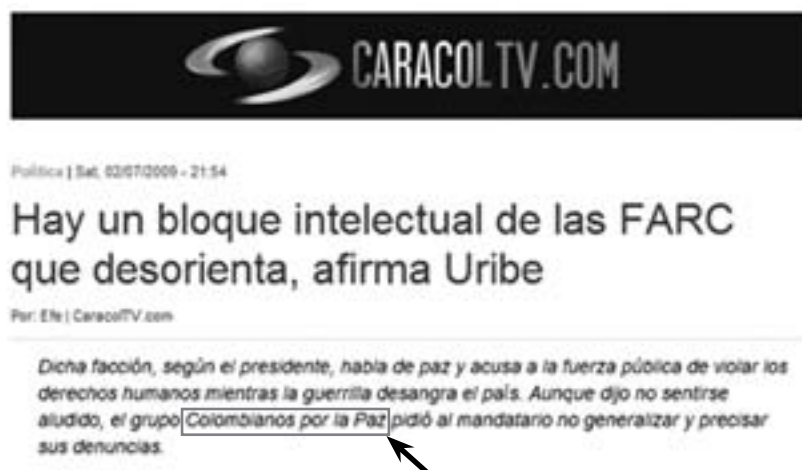 CARACOLTV.COM
Política | Sat, 02/07/2009 - 21:54
Hay un bloque intelectual de las FARC
que desorienta, afirma Uribe
Por: Efe | CaracolTV.com
Dicha facción, según el presidente, habla de paz y acusa a la fuerza pública de violar los
derechos humanos mientras la guerrilla desangra el país. Aunque dijo no sentirse
aludido, el grupo Colombianos por la Paz pidió al mandatario no generalizar y precisar
sus denuncias.